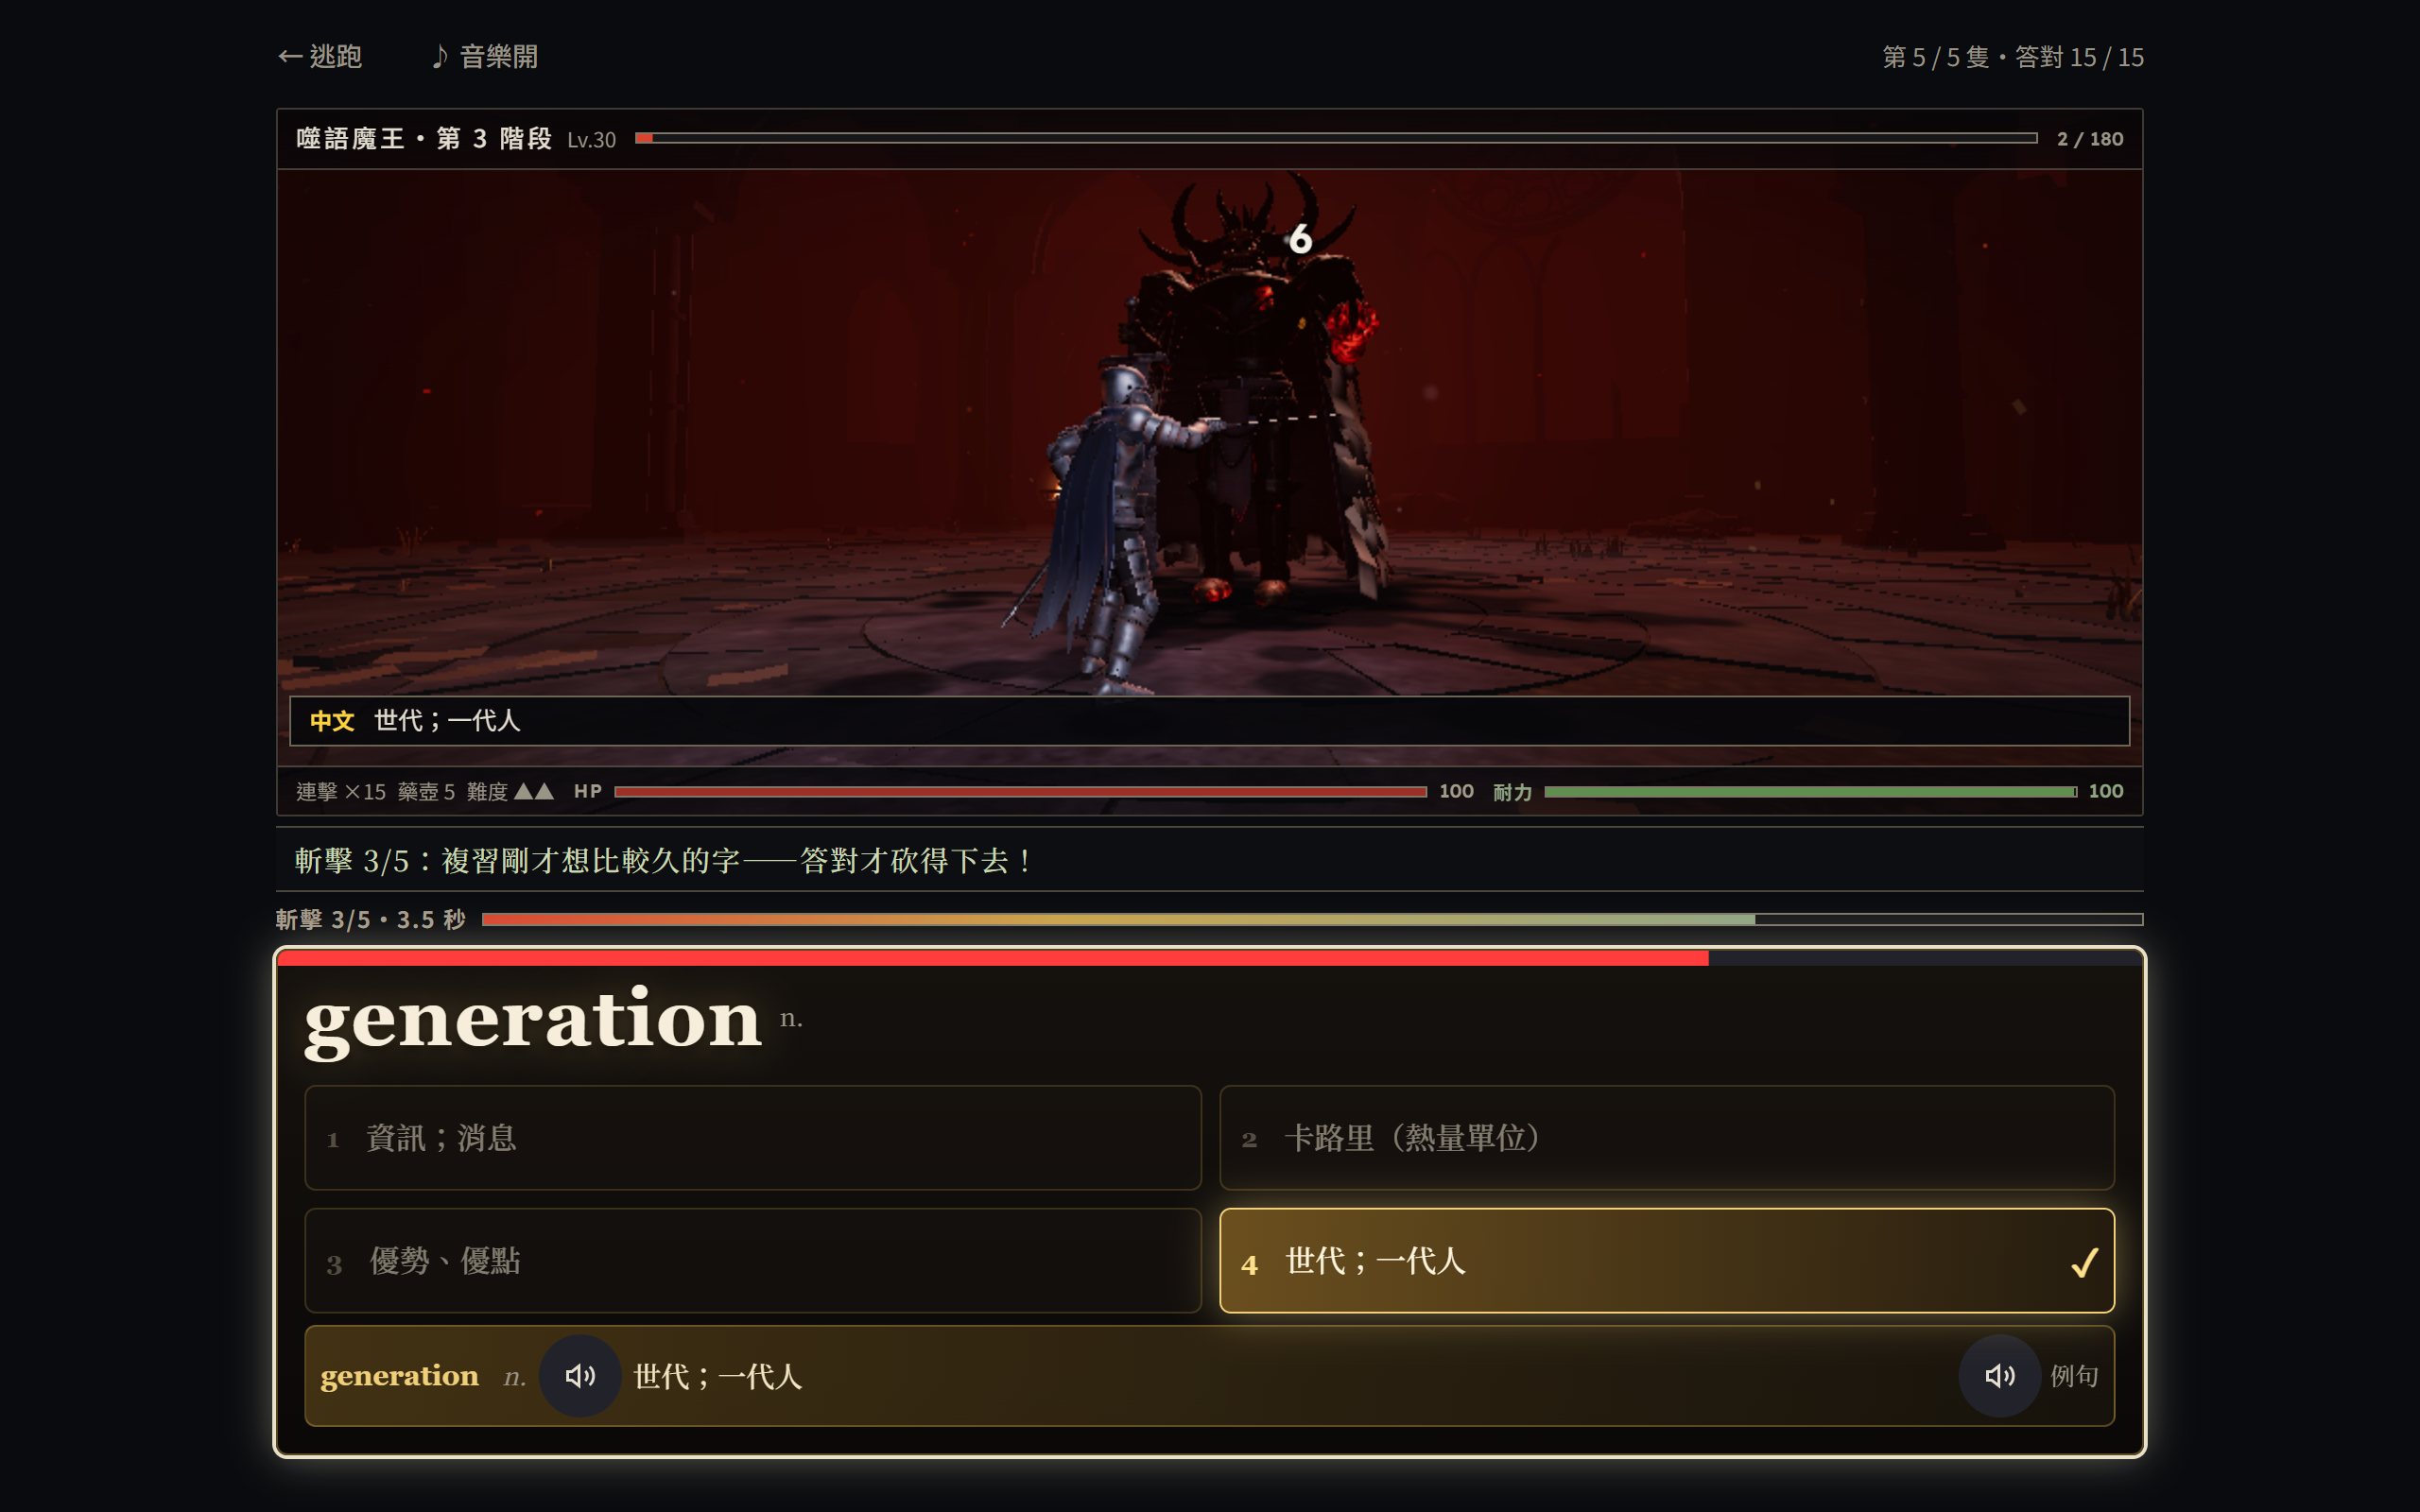 ← 逃跑 ♪ 音樂開 第 5 / 5 隻・答對 15 / 15
噬語魔王・第 3 階段 Lv.30 2 / 180
6
中文 世代；一代人
連擊 ×15 藥壺 5 難度 ▲▲ HP 100 耐力 100
斬擊 3/5：複習剛才想比較久的字——答對才砍得下去！
斬擊 3/5・3.5 秒
generation n.
1 資訊；消息
2 卡路里（熱量單位）
3 優勢、優點
4 世代；一代人 ✓
generation n. 世代；一代人 例句